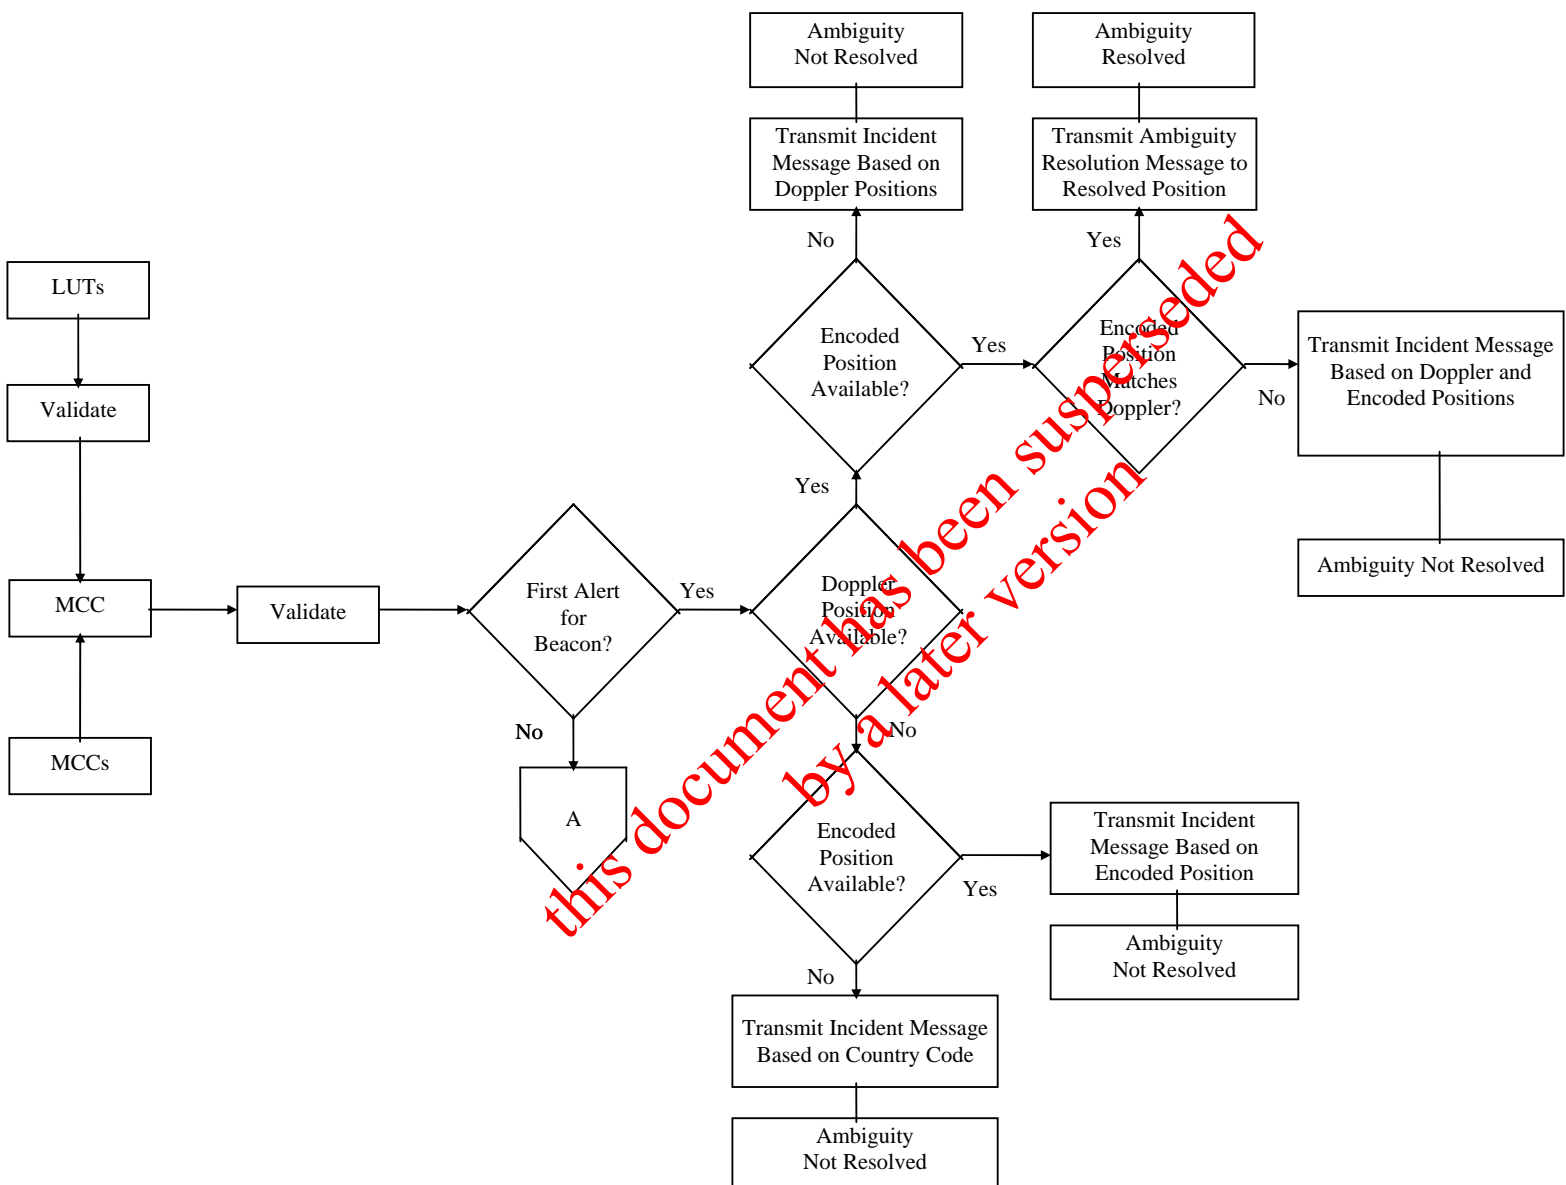 Ambiguity
Not Resolved
Ambiguity
Resolved
Transmit Incident
Message Based on
Doppler Positions
Transmit Ambiguity
Resolution Message to
Resolved Position
No
Yes
LUTs
Encoded
Position
Available?
Yes
Encoded
Position
Matches
Doppler?
No
Transmit Incident Message
Based on Doppler and
Encoded Positions
Validate
Yes
Ambiguity Not Resolved
MCC
Validate
First Alert
for
Beacon?
Yes
Doppler
Position
Available?
No
No
MCCs
A
Encoded
Position
Available?
Yes
Transmit Incident
Message Based on
Encoded Position
Ambiguity
Not Resolved
No
Transmit Incident Message
Based on Country Code
Ambiguity
Not Resolved
this document has been susperseded
by a later version